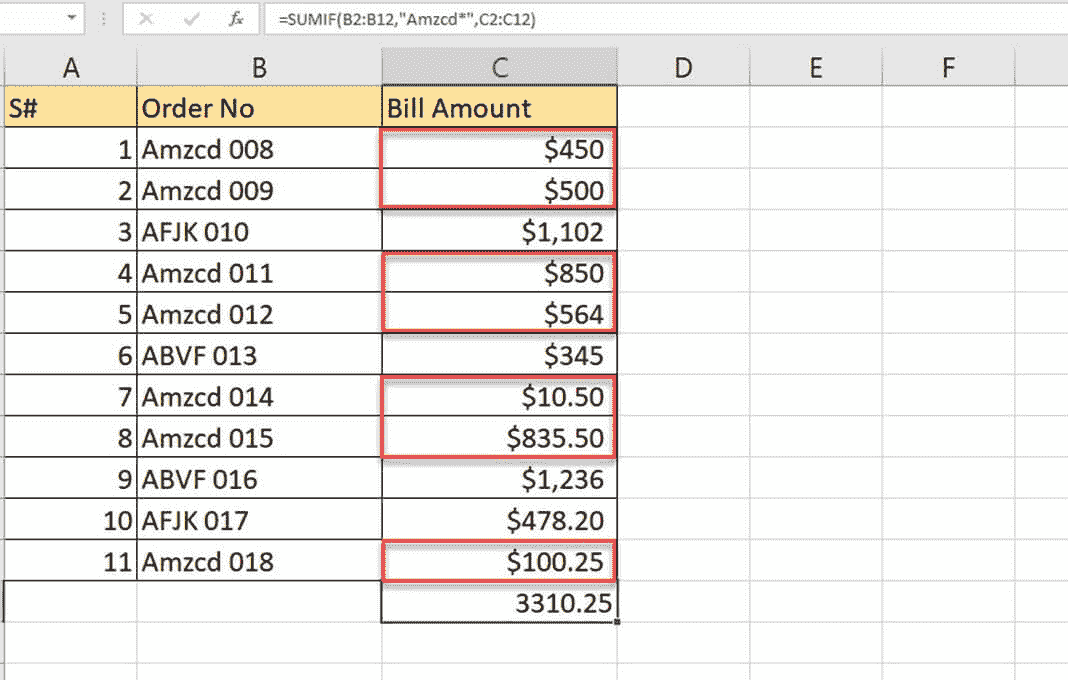 fx =SUMIF(B2:B12,"Amzcd*",C2:C12)
A B C D E F
S# Order No Bill Amount
1 Amzcd 008 $450
2 Amzcd 009 $500
3 AFJK 010 $1,102
4 Amzcd 011 $850
5 Amzcd 012 $564
6 ABVF 013 $345
7 Amzcd 014 $10.50
8 Amzcd 015 $835.50
9 ABVF 016 $1,236
10 AFJK 017 $478.20
11 Amzcd 018 $100.25
3310.25